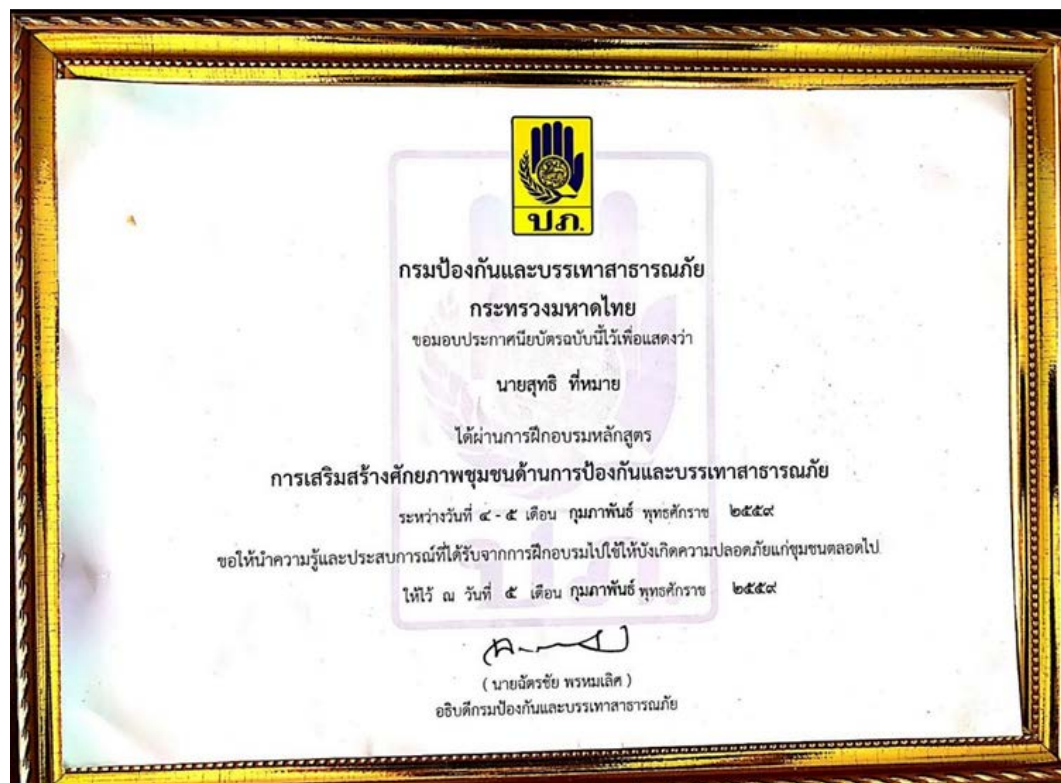 ปภ.
กรมป้องกันและบรรเทาสาธารณภัย
กระทรวงมหาดไทย
ขอมอบประกาศนียบัตรฉบับนี้ไว้เพื่อแสดงว่า
นายสุทธิ ที่หมาย
ได้ผ่านการฝึกอบรมหลักสูตร
การเสริมสร้างศักยภาพชุมชนด้านการป้องกันและบรรเทาสาธารณภัย
ระหว่างวันที่ ๔ - ๕ เดือน กุมภาพันธ์ พุทธศักราช ๒๕๕๙
ขอให้นำความรู้และประสบการณ์ที่ได้รับจากการฝึกอบรมไปใช้ให้บังเกิดความปลอดภัยแก่ชุมชนตลอดไป
ให้ไว้ ณ วันที่ ๕ เดือน กุมภาพันธ์ พุทธศักราช ๒๕๕๙
( นายฉัตรชัย พรหมเลิศ )
อธิบดีกรมป้องกันและบรรเทาสาธารณภัย